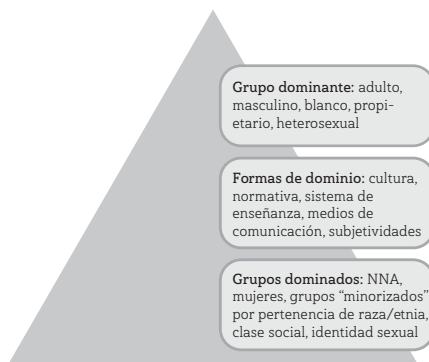 Grupo dominante: adulto,
masculino, blanco, propi-
etario, heterosexual
Formas de dominio: cultura,
normativa, sistema de
enseñanza, medios de
comunicación, subjetividades
Grupos dominados: NNA,
mujeres, grupos “minorizados”
por pertenencia de raza/etnia,
clase social, identidad sexual